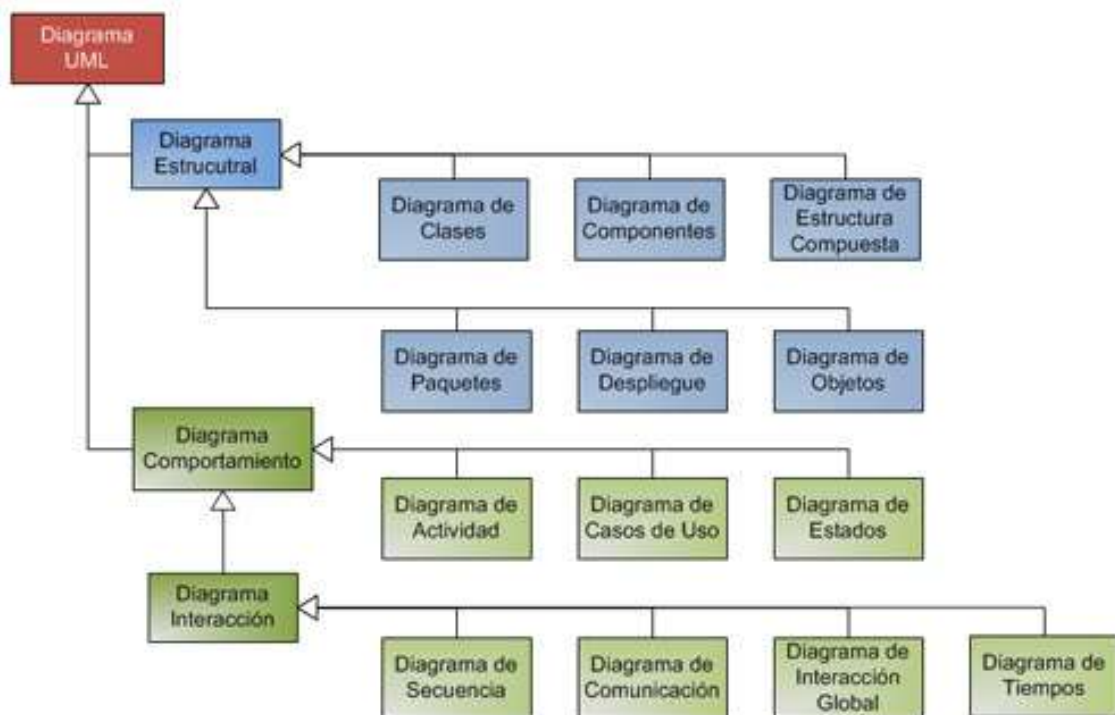 Diagrama
UML
Diagrama
Estrucutral
Diagrama de
Clases
Diagrama de
Componentes
Diagrama de
Estructura
Compuesta
Diagrama de
Paquetes
Diagrama de
Despliegue
Diagrama de
Objetos
Diagrama
Comportamiento
Diagrama de
Actividad
Diagrama de
Casos de Uso
Diagrama de
Estados
Diagrama
Interacción
Diagrama de
Secuencia
Diagrama de
Comunicación
Diagrama de
Interacción
Global
Diagrama de
Tiempos